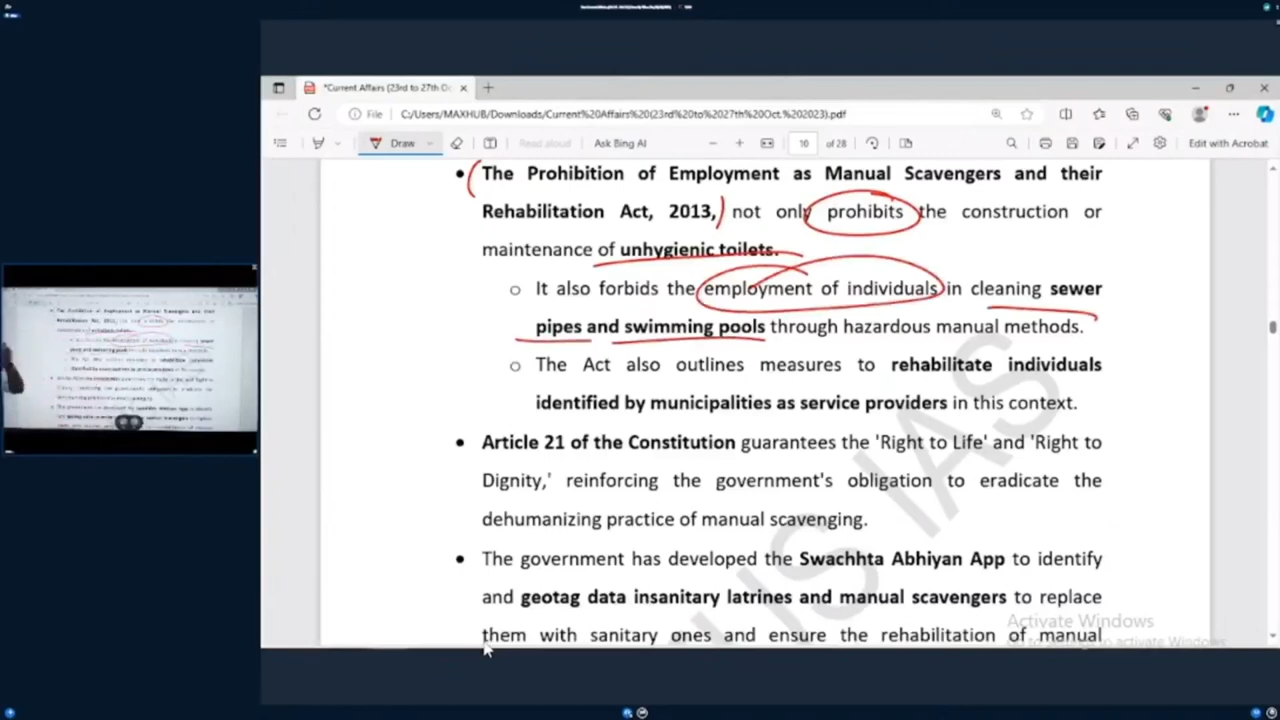 *Current Affairs (23rd to 27th Oc
File C:/Users/MAXHUB/Downloads/Current%20Affairs%20(23rd%20to%2027th%20Oct.%202023).pdf
Draw Read aloud Ask Bing AI 10 of 28 Edit with Acrobat
• The Prohibition of Employment as Manual Scavengers and their
Rehabilitation Act, 2013, not only prohibits the construction or
maintenance of unhygienic toilets.
o It also forbids the employment of individuals in cleaning sewer
pipes and swimming pools through hazardous manual methods.
o The Act also outlines measures to rehabilitate individuals
identified by municipalities as service providers in this context.
• Article 21 of the Constitution guarantees the 'Right to Life' and 'Right to
Dignity,' reinforcing the government's obligation to eradicate the
dehumanizing practice of manual scavenging.
• The government has developed the Swachhta Abhiyan App to identify
and geotag data insanitary latrines and manual scavengers to replace
them with sanitary ones and ensure the rehabilitation of manual
US IAS
Activate Windows